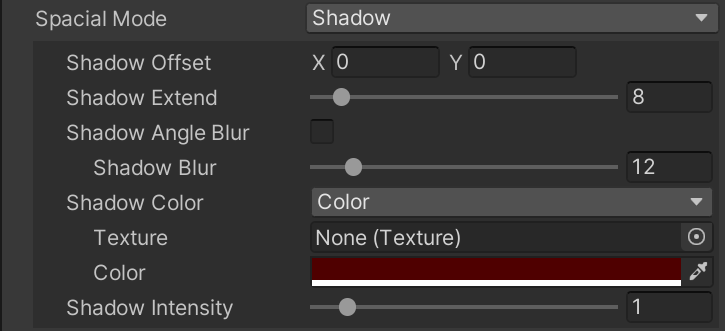 Spacial Mode Shadow
Shadow Offset X 0 Y 0
Shadow Extend 8
Shadow Angle Blur
Shadow Blur 12
Shadow Color Color
Texture None (Texture)
Color
Shadow Intensity 1